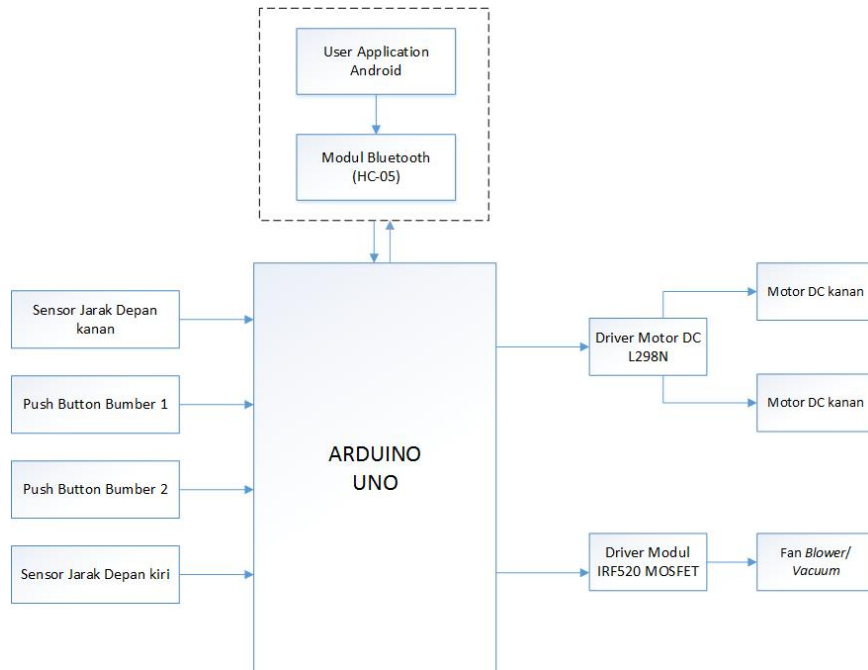 User Application
Android
Modul Bluetooth
(HC-05)
Sensor Jarak Depan
kanan
Push Button Bumber 1
Push Button Bumber 2
Sensor Jarak Depan kiri
ARDUINO
UNO
Driver Motor DC
L298N
Motor DC kanan
Motor DC kanan
Driver Modul
IRF520 MOSFET
Fan Blower/
Vacuum